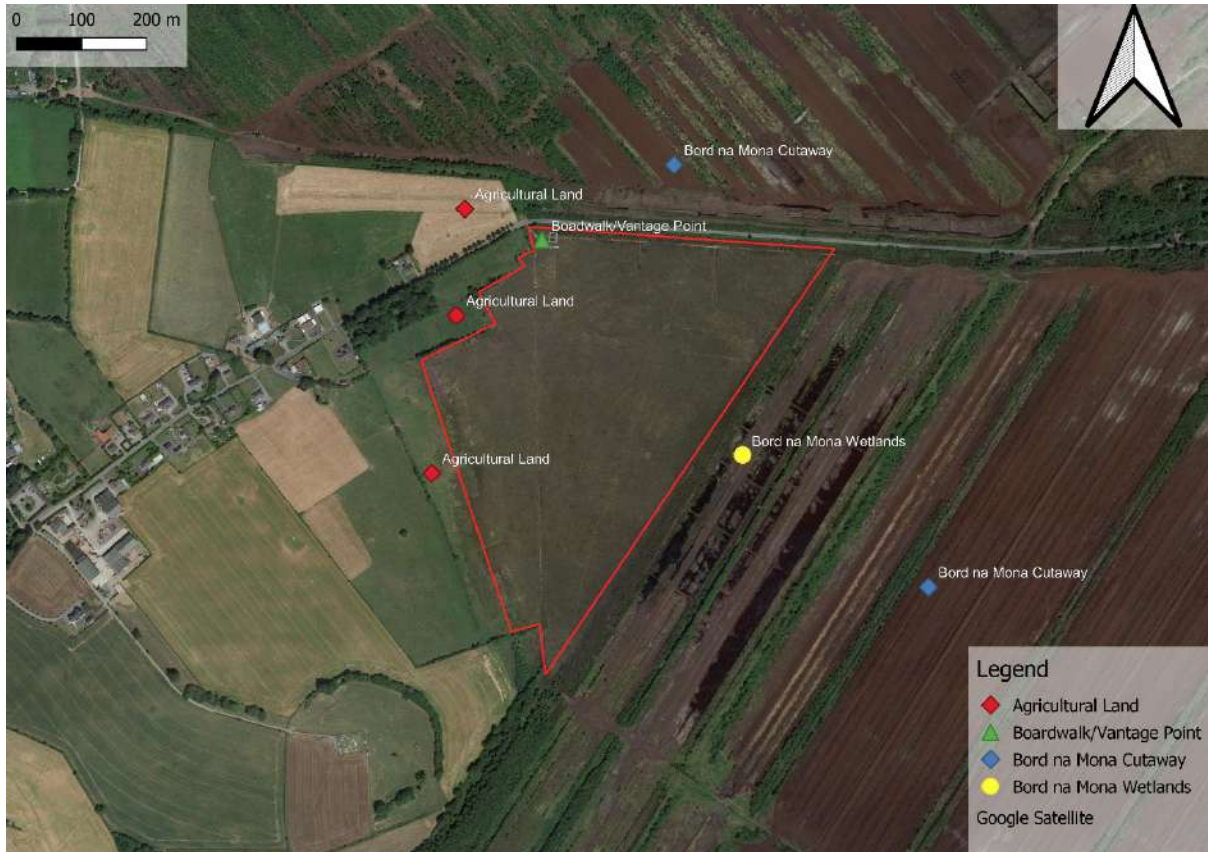 0 100 200 m
Bord na Mona Cutaway
Agricultural Land
Boadwalk/Vantage Point
Agricultural Land
Bord na Mona Wetlands
Agricultural Land
Bord na Mona Cutaway
Legend
Agricultural Land
Boardwalk/Vantage Point
Bord na Mona Cutaway
Bord na Mona Wetlands
Google Satellite